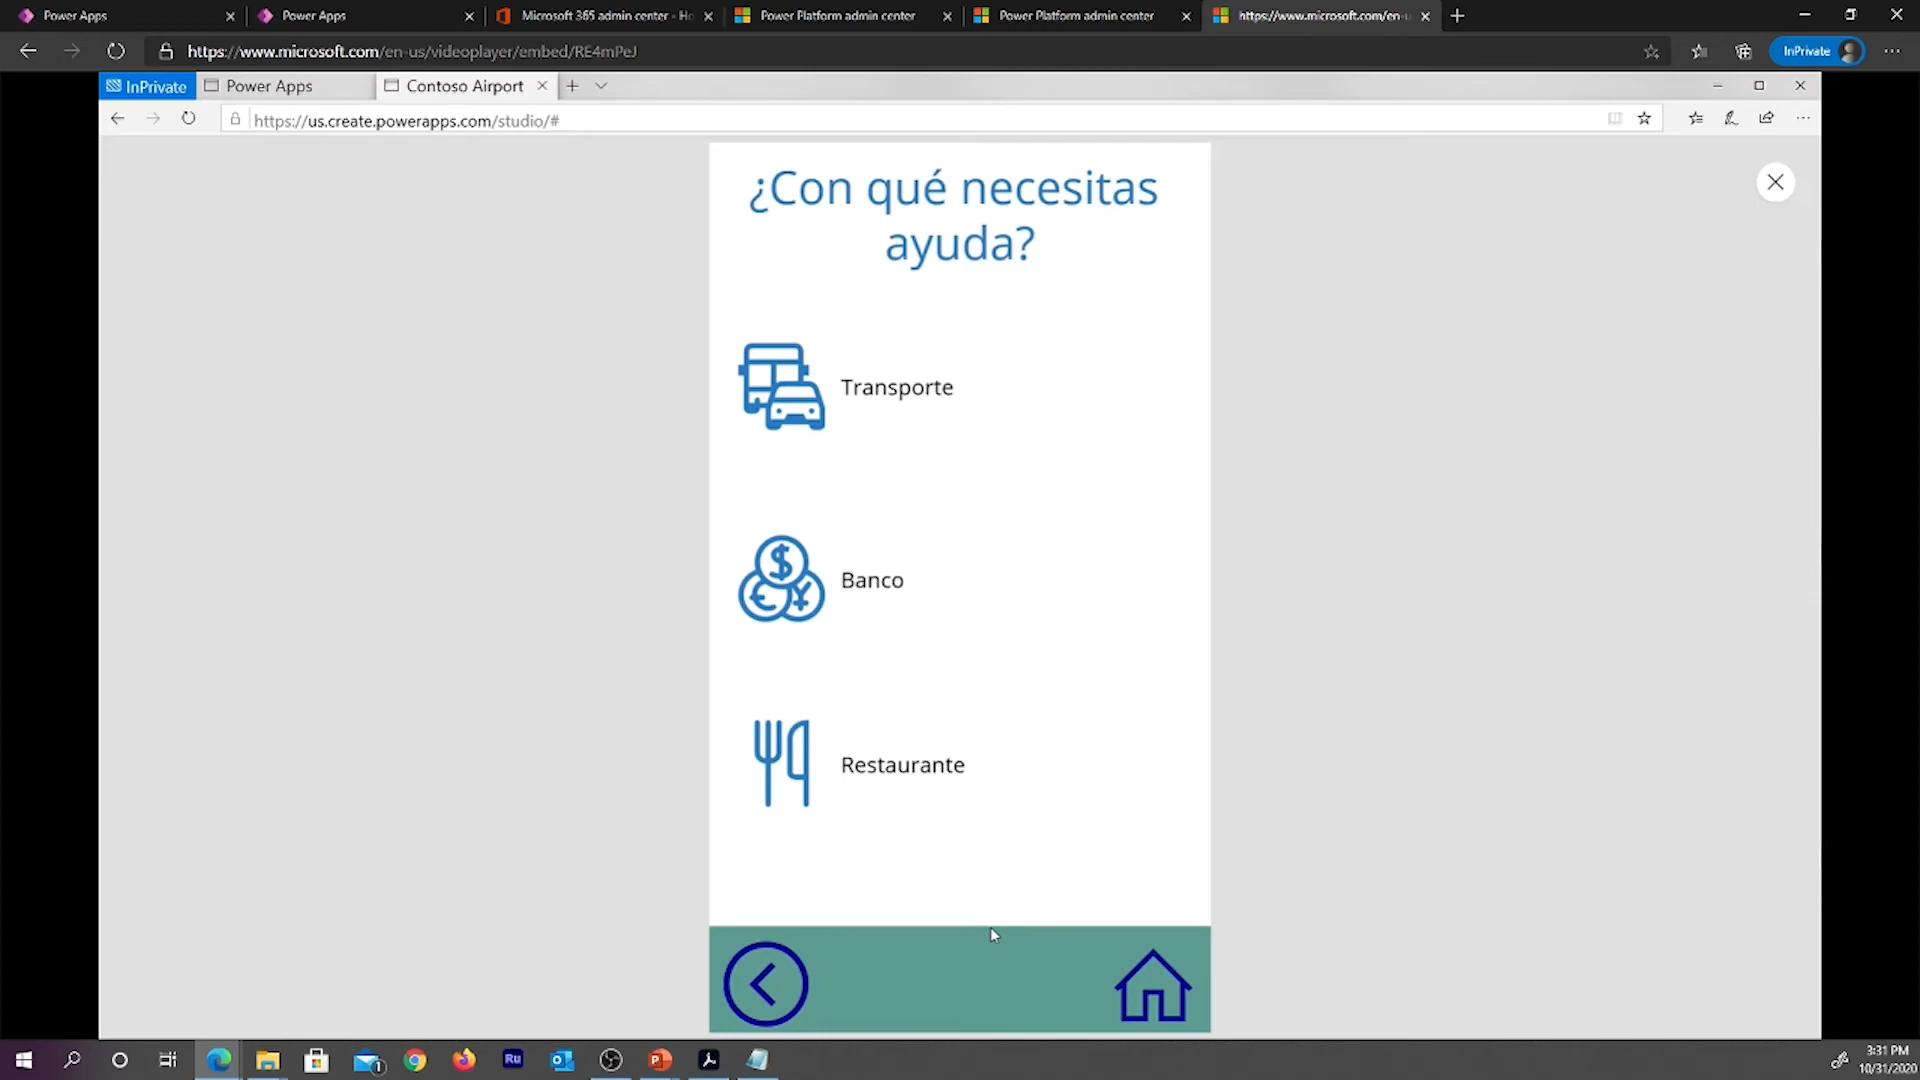 Power Apps
Power Apps
Microsoft 365 admin center - Ho
Power Platform admin center
Power Platform admin center
https://www.microsoft.com/en-u
https://www.microsoft.com/en-us/videoplayer/embed/RE4mPeJ
InPrivate
InPrivate
Power Apps
Contoso Airport
https://us.create.powerapps.com/studio/#
¿Con qué necesitas
ayuda?
Transporte
$
€ ¥
Banco
Restaurante
1
Ru
3:31 PM
10/31/2020